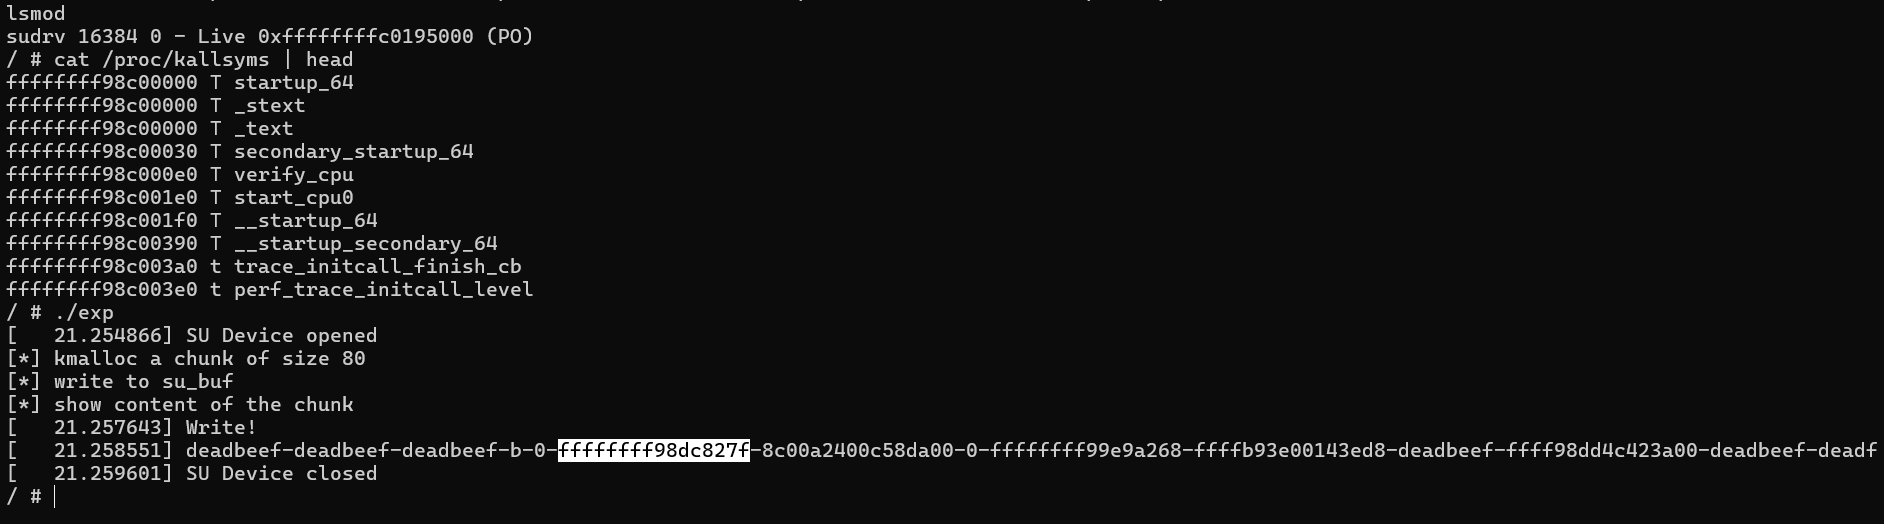 lsmod
sudrv 16384 0 - Live 0xffffffffc0195000 (PO)
/ # cat /proc/kallsyms | head
ffffffff98c00000 T startup_64
ffffffff98c00000 T _stext
ffffffff98c00000 T _text
ffffffff98c00030 T secondary_startup_64
ffffffff98c000e0 T verify_cpu
ffffffff98c001e0 T start_cpu0
ffffffff98c001f0 T __startup_64
ffffffff98c00390 T __startup_secondary_64
ffffffff98c003a0 t trace_initcall_finish_cb
ffffffff98c003e0 t perf_trace_initcall_level
/ # ./exp
[   21.254866] SU Device opened
[*] kmalloc a chunk of size 80
[*] write to su_buf
[*] show content of the chunk
[   21.257643] Write!
[   21.258551] deadbeef-deadbeef-deadbeef-b-0-ffffffff98dc827f-8c00a2400c58da00-0-ffffffff99e9a268-ffffb93e00143ed8-deadbeef-ffff98dd4c423a00-deadbeef-deadf
[   21.259601] SU Device closed
/ #